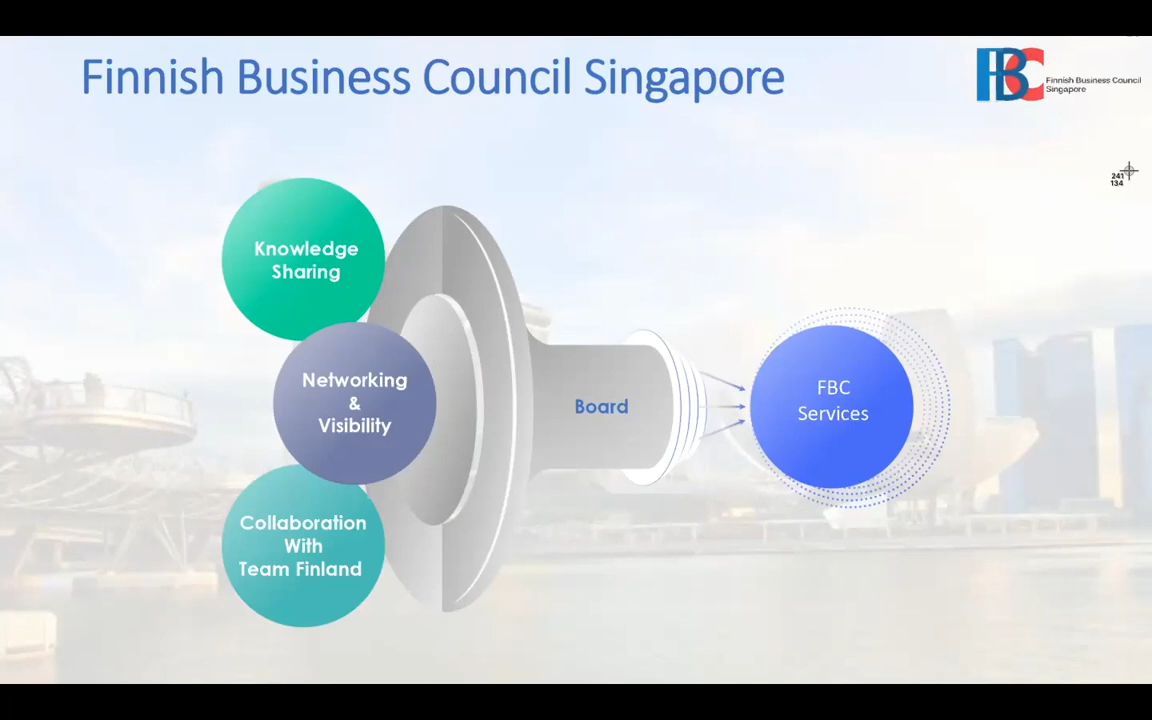 Finnish Business Council Singapore
Finnish Business Council
Singapore
241
134
Knowledge
Sharing
Networking
&
Visibility
Collaboration
With
Team Finland
Board
FBC
Services